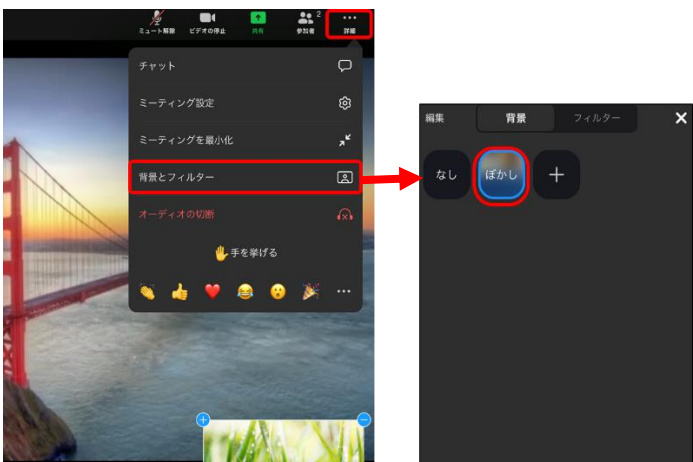 ミュート解除 ビデオの停止 共有 参加者 2 詳細
チャット
ミーティング設定
ミーティングを最小化
背景とフィルター
オーディオの切断
手を挙げる
編集 背景 フィルター
なし ぼかし